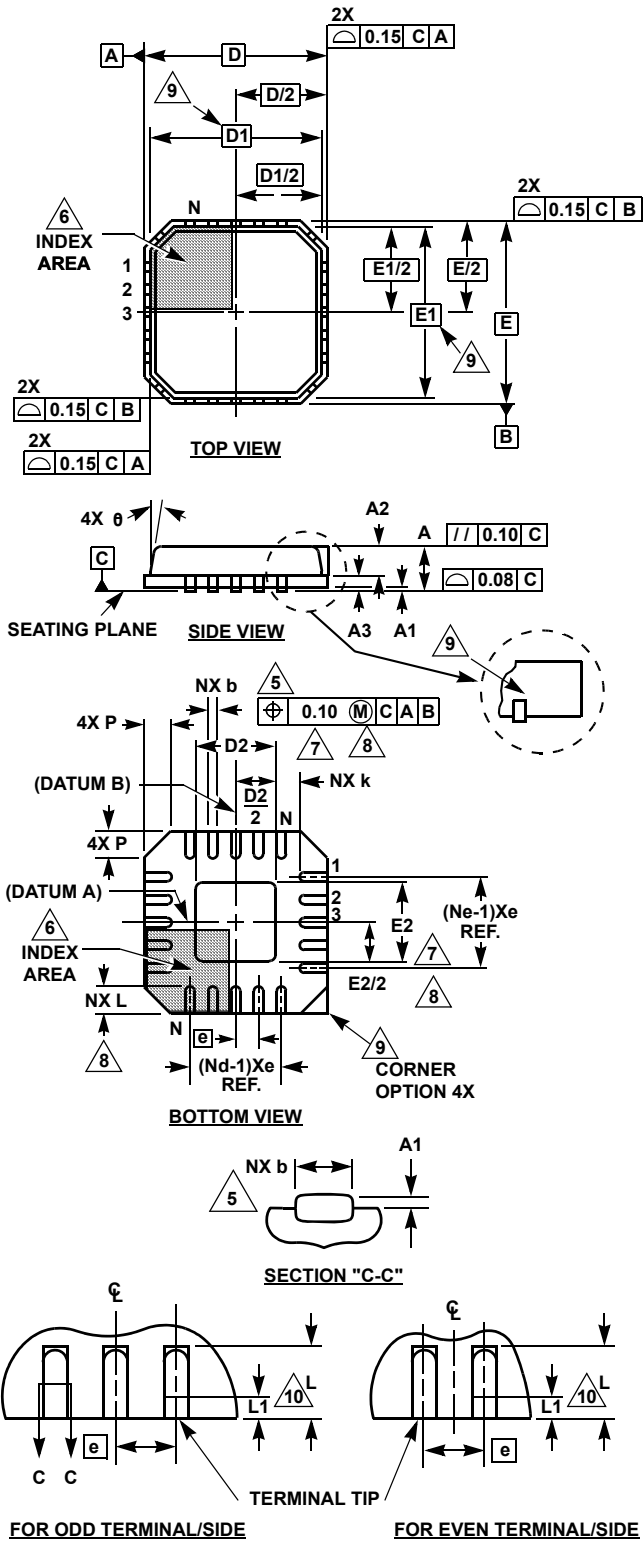 2X
⌓ 0.15 C A
A
D
D/2
9
D1
D1/2
2X
⌓ 0.15 C B
6
INDEX
AREA
N
1
2
3
E1/2
E/2
E1
E
9
2X
⌓ 0.15 C B
2X
⌓ 0.15 C A
B
TOP VIEW
4X θ
A2
A
// 0.10 C
C
⌓ 0.08 C
SEATING PLANE
SIDE VIEW
A3
A1
9
NX b
5
⌖ 0.10 Ⓜ C A B
4X P
D2
7
8
(DATUM B)
D2
2
NX k
N
4X P
1
(DATUM A)
2
3
(Ne-1)Xe
REF.
6
INDEX
AREA
E2
7
E2/2
8
NX L
8
N
e
(Nd-1)Xe
REF.
9
CORNER
OPTION 4X
BOTTOM VIEW
A1
NX b
5
SECTION "C-C"
℄
℄
L1
10
L
L1
10
L
e
e
C
C
TERMINAL TIP
FOR ODD TERMINAL/SIDE
FOR EVEN TERMINAL/SIDE